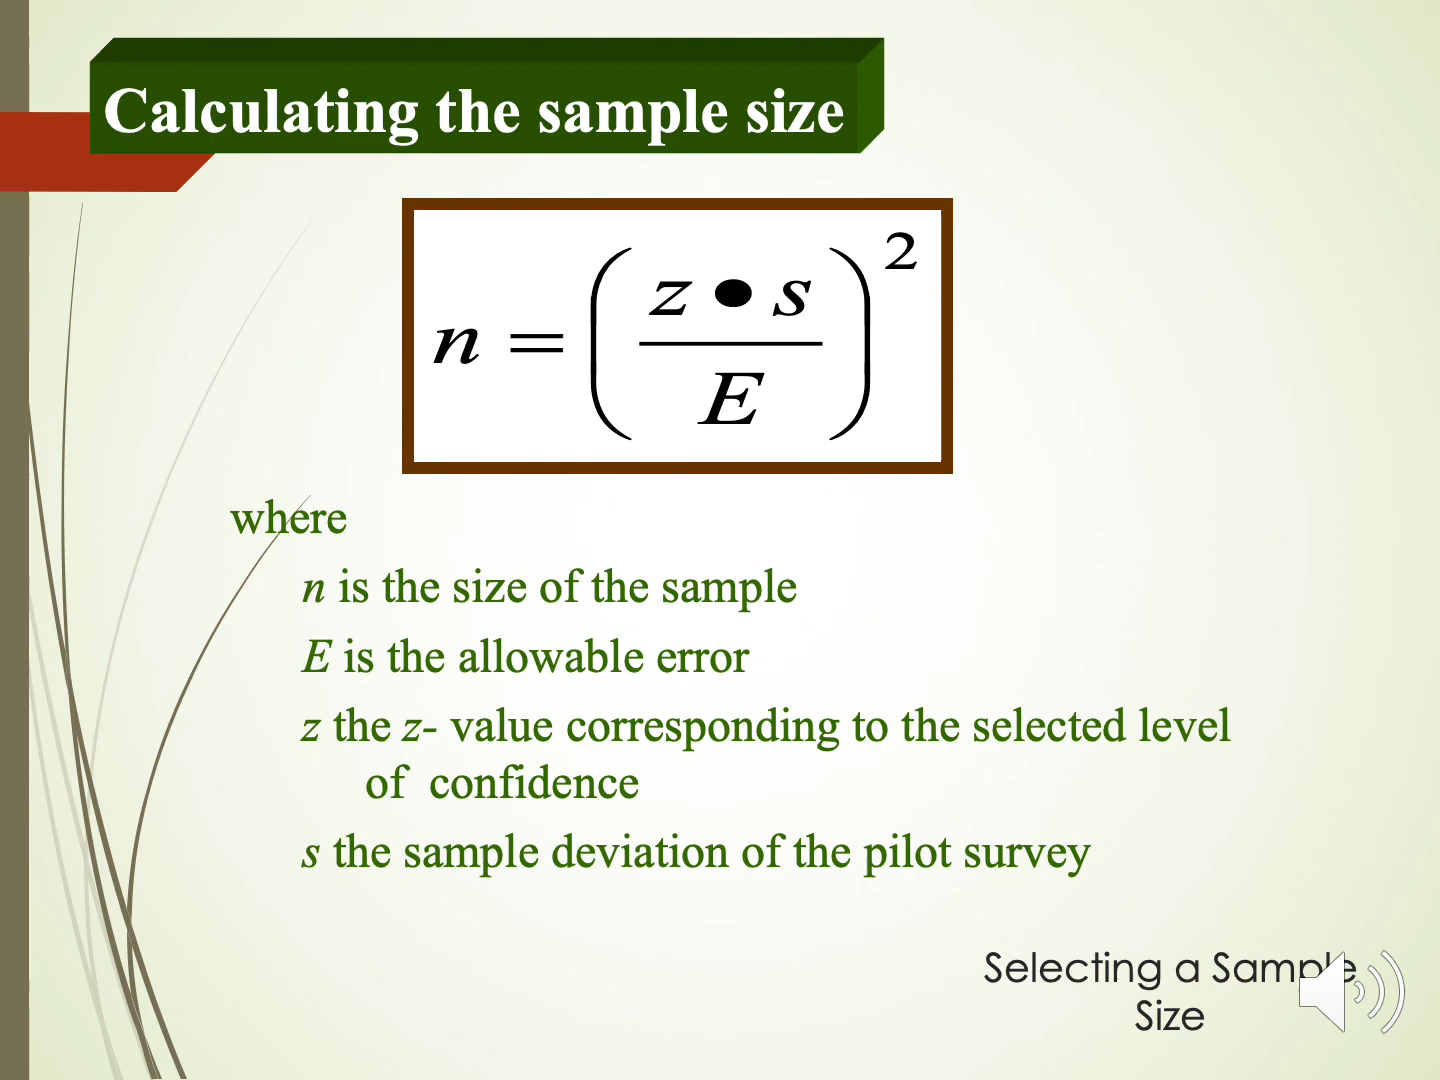 Calculating the sample size
n = ( z • s / E )²
where
n is the size of the sample
E is the allowable error
z the z- value corresponding to the selected level
of confidence
s the sample deviation of the pilot survey
Selecting a Sample
Size